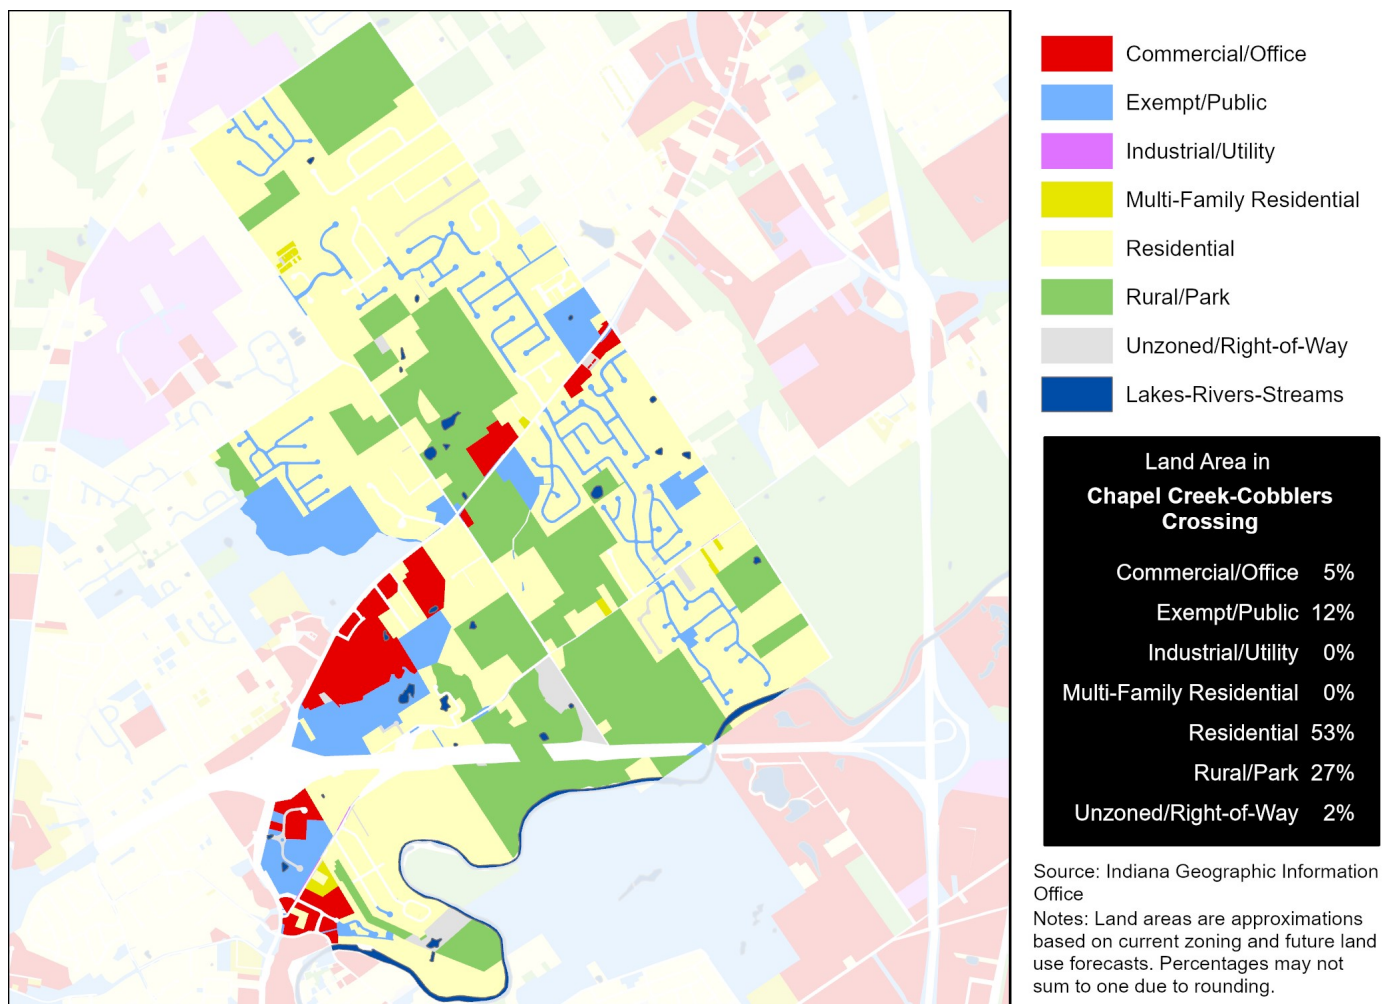 Commercial/Office
Exempt/Public
Industrial/Utility
Multi-Family Residential
Residential
Rural/Park
Unzoned/Right-of-Way
Lakes-Rivers-Streams
Land Area in
Chapel Creek-Cobblers
Crossing
Commercial/Office 5%
Exempt/Public 12%
Industrial/Utility 0%
Multi-Family Residential 0%
Residential 53%
Rural/Park 27%
Unzoned/Right-of-Way 2%
Source: Indiana Geographic Information
Office
Notes: Land areas are approximations
based on current zoning and future land
use forecasts. Percentages may not
sum to one due to rounding.